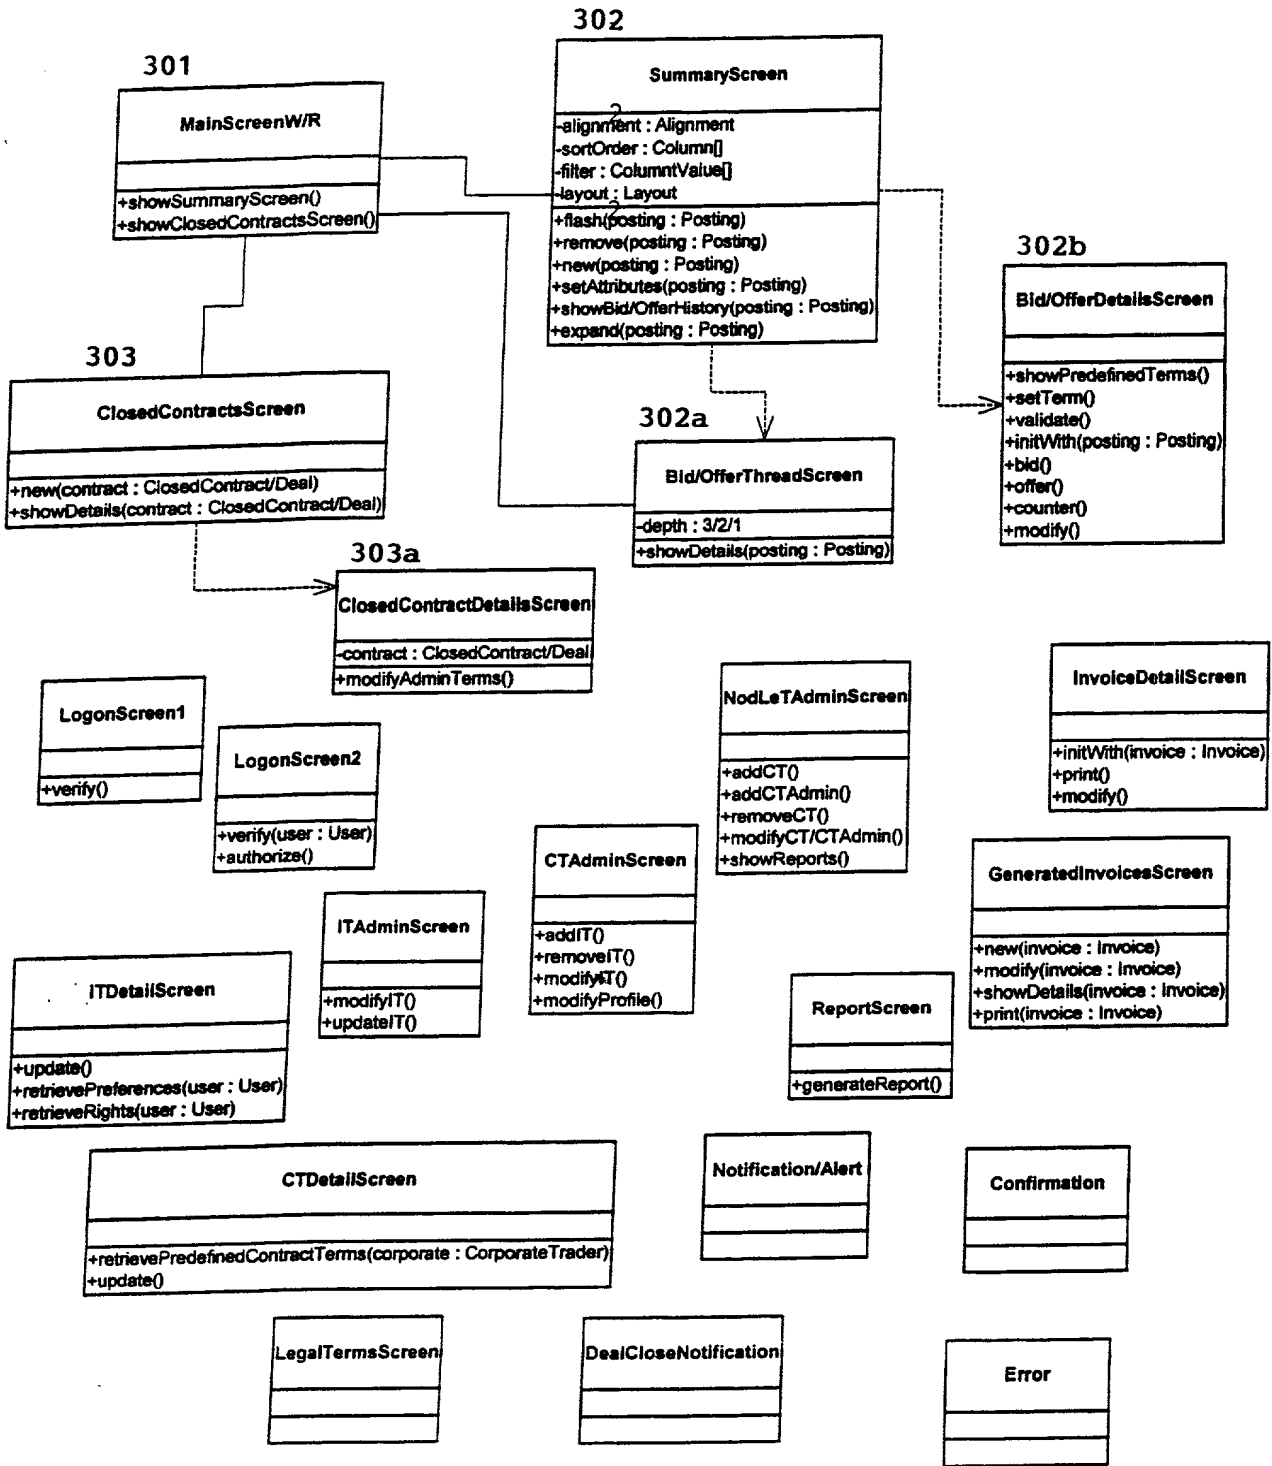 302
SummaryScreen
2
-alignment : Alignment
-sortOrder : Column[]
-filter : ColumntValue[]
-layout : Layout
2
+flash(posting : Posting)
+remove(posting : Posting)
+new(posting : Posting)
+setAttributes(posting : Posting)
+showBid/OfferHistory(posting : Posting)
+expand(posting : Posting)
301
MainScreenW/R
+showSummaryScreen()
+showClosedContractsScreen()
302b
Bid/OfferDetailsScreen
+showPredefinedTerms()
+setTerm()
+validate()
+initWith(posting : Posting)
+bid()
+offer()
+counter()
+modify()
303
ClosedContractsScreen
+new(contract : ClosedContract/Deal)
+showDetails(contract : ClosedContract/Deal)
302a
Bid/OfferThreadScreen
-depth : 3/2/1
+showDetails(posting : Posting)
303a
ClosedContractDetailsScreen
-contract : ClosedContract/Deal
+modifyAdminTerms()
LogonScreen1
+verify()
LogonScreen2
+verify(user : User)
+authorize()
NodLeTAdminScreen
+addCT()
+addCTAdmin()
+removeCT()
+modifyCT/CTAdmin()
+showReports()
InvoiceDetailScreen
+initWith(invoice : Invoice)
+print()
+modify()
CTAdminScreen
+addIT()
+removeIT()
+modifyIT()
+modifyProfile()
GeneratedInvoicesScreen
+new(invoice : Invoice)
+modify(invoice : Invoice)
+showDetails(invoice : Invoice)
+print(invoice : Invoice)
ITAdminScreen
+modifyIT()
+updateIT()
ITDetailScreen
+update()
+retrievePreferences(user : User)
+retrieveRights(user : User)
ReportScreen
+generateReport()
CTDetailScreen
+retrievePredefinedContractTerms(corporate : CorporateTrader)
+update()
Notification/Alert
Confirmation
LegalTermsScreen
DealCloseNotification
Error